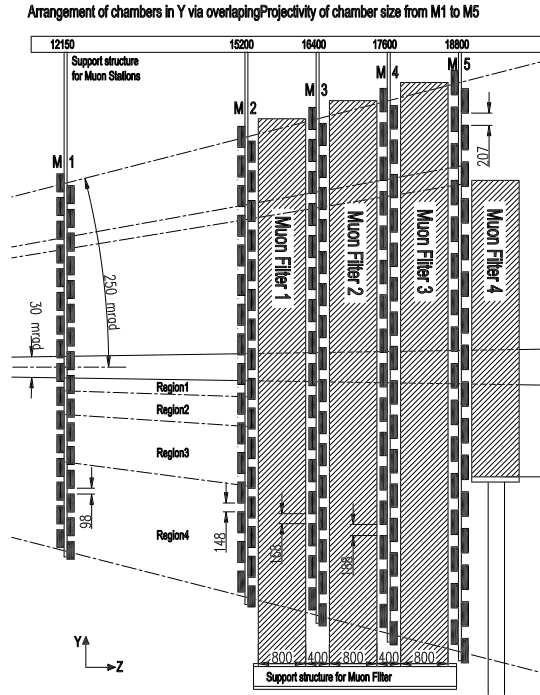 Arrangement of chambers in Y via overlapingProjectivity of chamber size from M1 to M5
12150 15200 16400 17600 18800
Support structure
for Muon Stations
M 1
M 2
M 3
M 4
M 5
207
Muon Filter 1
Muon Filter 2
Muon Filter 3
Muon Filter 4
250 mrad
30 mrad
Region1
Region2
Region3
Region4
98
148
Y
Z
800 400 800 400 800
Support structure for Muon Filter